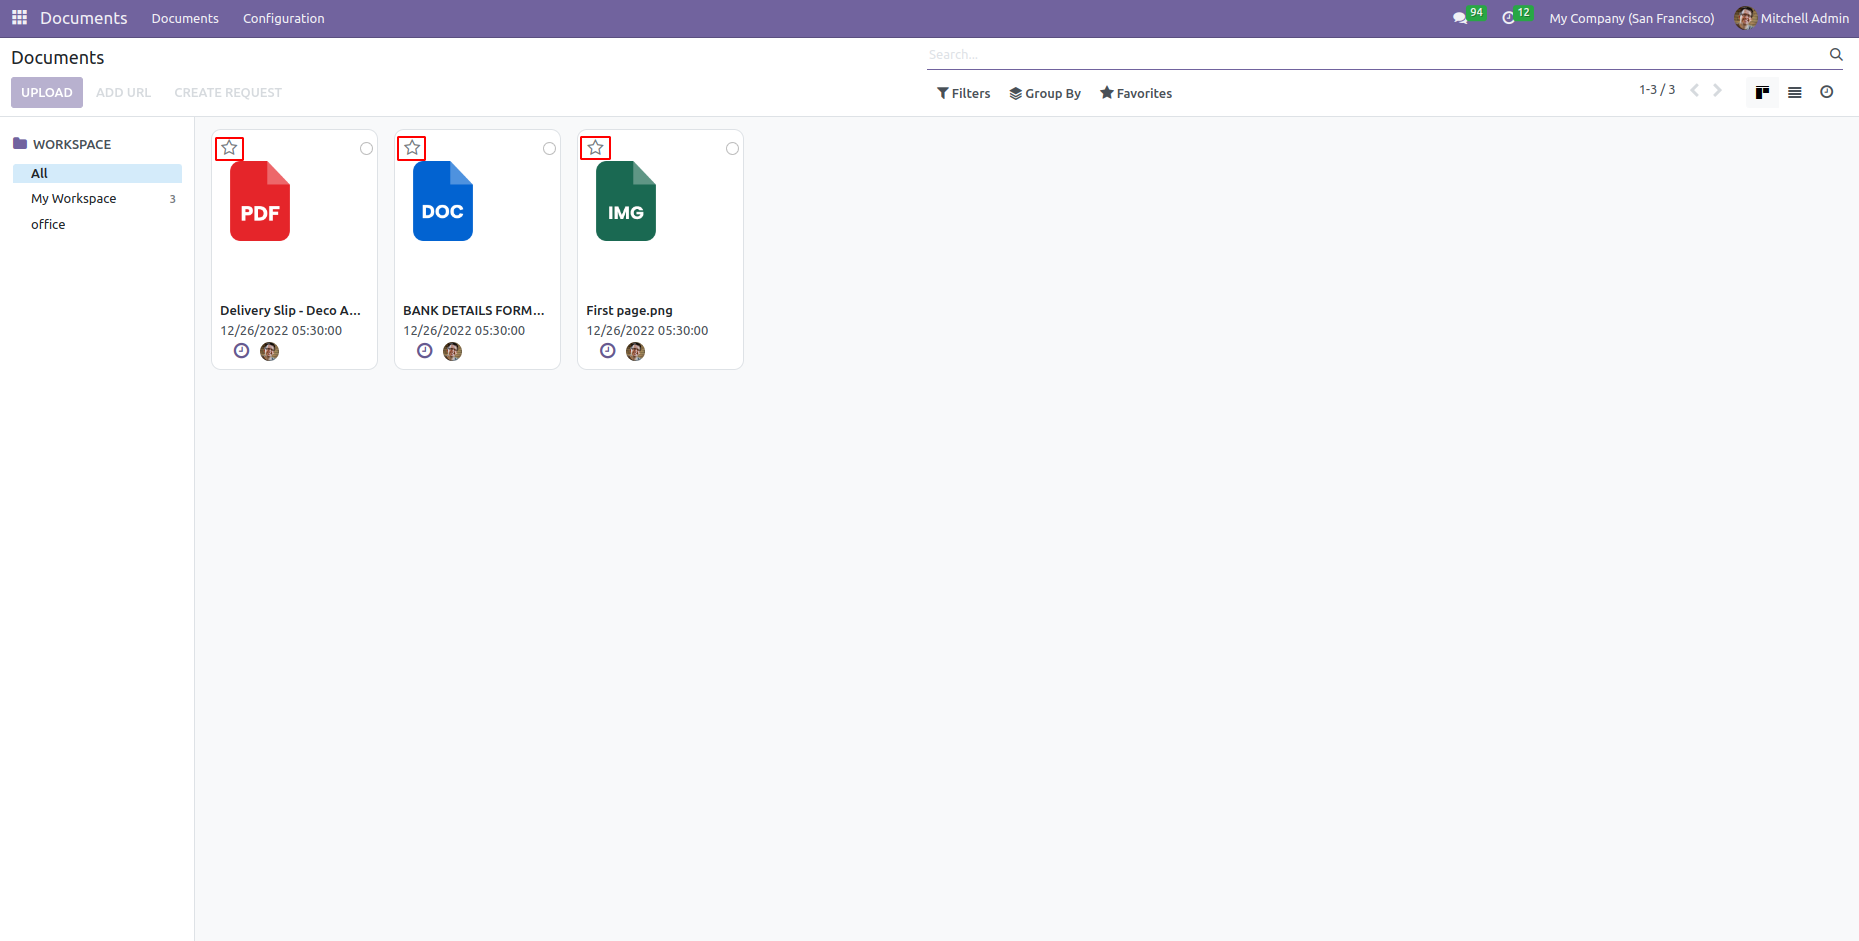 Documents Documents Configuration 94 12 My Company (San Francisco) Mitchell Admin
Documents
Search...
UPLOAD ADD URL CREATE REQUEST
Filters Group By Favorites 1-3 / 3
WORKSPACE
All
My Workspace 3
office
PDF
Delivery Slip - Deco A...
12/26/2022 05:30:00
DOC
BANK DETAILS FORM...
12/26/2022 05:30:00
IMG
First page.png
12/26/2022 05:30:00